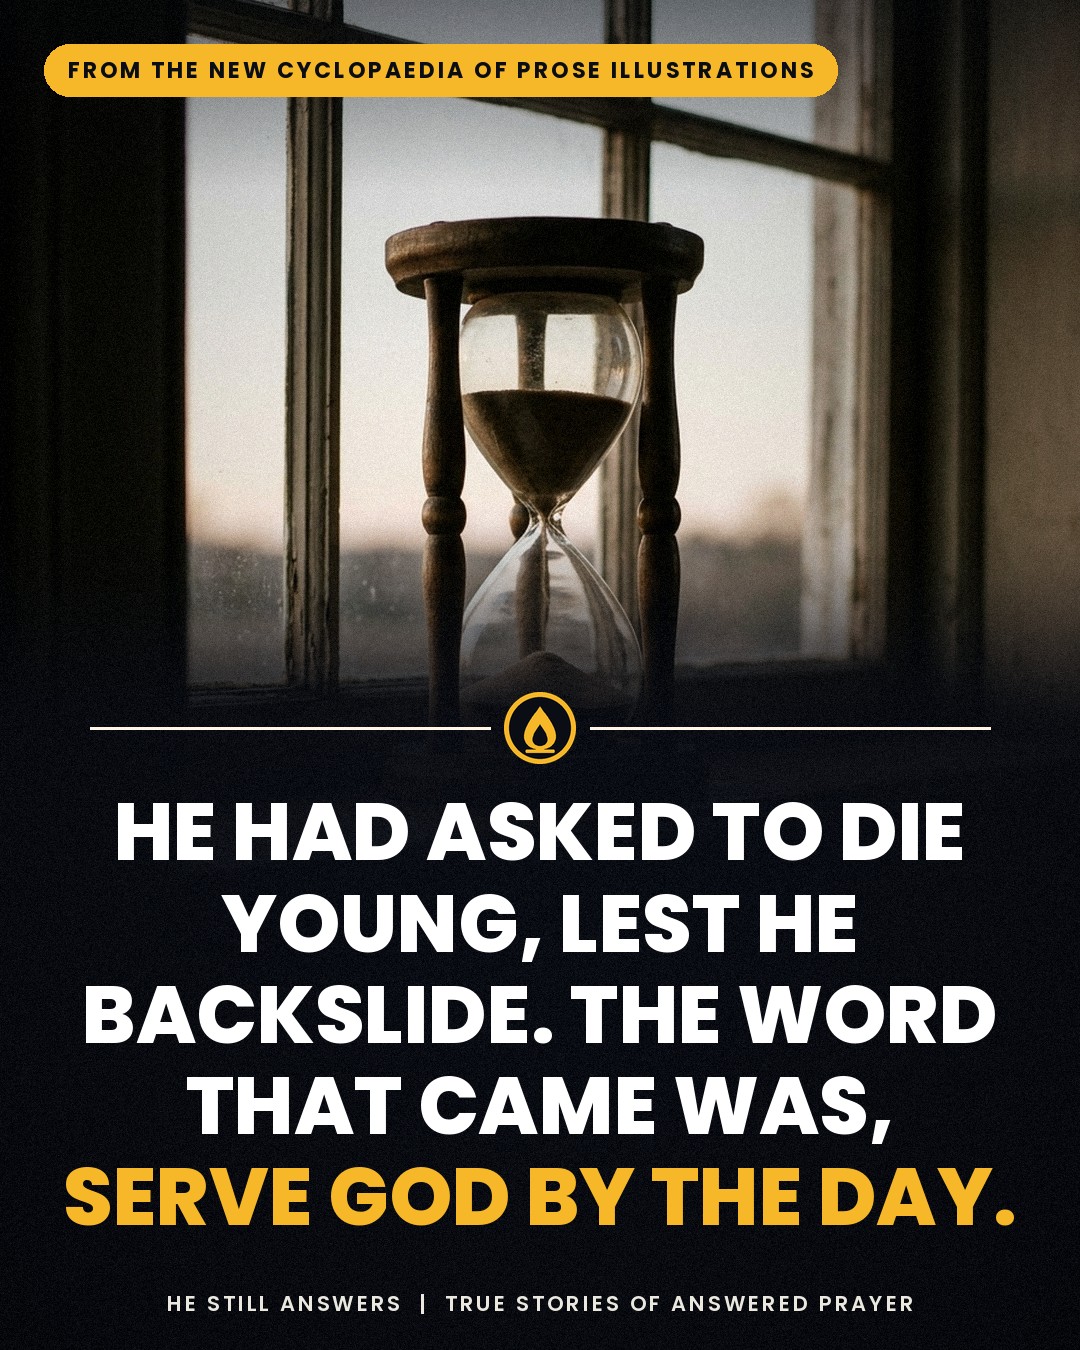 FROM THE NEW CYCLOPAEDIA OF PROSE ILLUSTRATIONS
HE HAD ASKED TO DIE
YOUNG, LEST HE
BACKSLIDE. THE WORD
THAT CAME WAS,
SERVE GOD BY THE DAY.
HE STILL ANSWERS | TRUE STORIES OF ANSWERED PRAYER